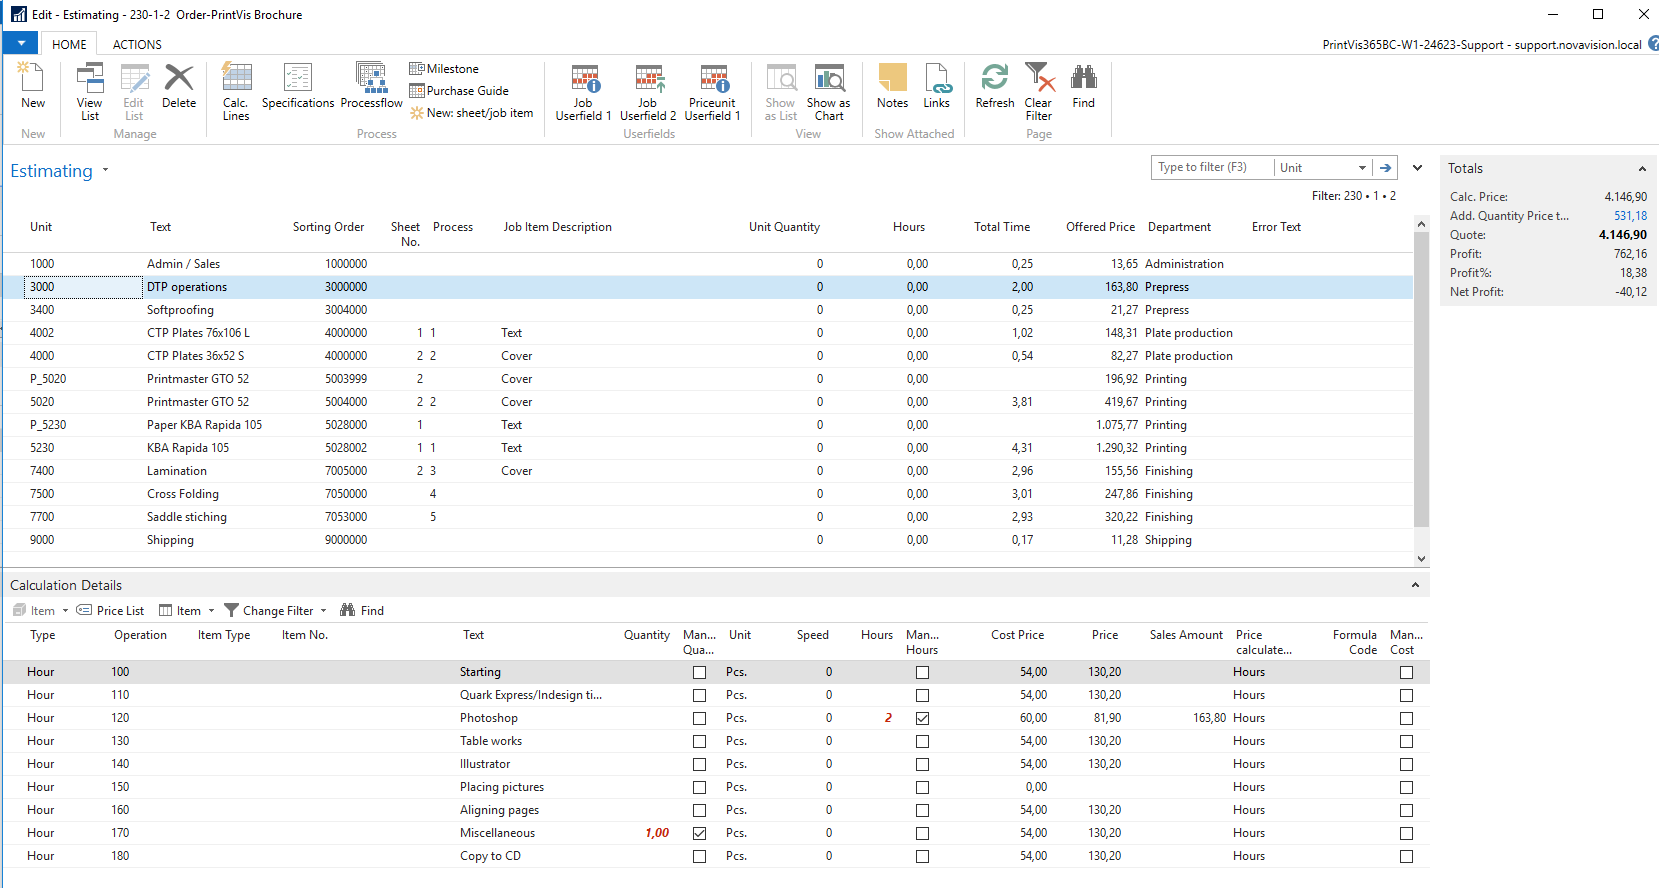 Edit - Estimating - 230-1-2 Order-PrintVis Brochure
HOME ACTIONS PrintVis365BC-W1-24623-Support - support.novavision.local ?
New View List Edit List Delete Calc. Lines Specifications Processflow Milestone Purchase Guide New: sheet/job item Job Userfield 1 Job Userfield 2 Priceunit Userfield 1 Show as List Show as Chart Notes Links Refresh Clear Filter Find
New Manage Process Userfields View Show Attached Page
Estimating Type to filter (F3) Unit
Filter: 230 • 1 • 2
Unit Text Sorting Order Sheet No. Process Job Item Description Unit Quantity Hours Total Time Offered Price Department Error Text
1000 Admin / Sales 1000000 0 0,00 0,25 13,65 Administration
3000 DTP operations 3000000 0 0,00 2,00 163,80 Prepress
3400 Softproofing 3004000 0 0,00 0,25 21,27 Prepress
4002 CTP Plates 76x106 L 4000000 1 1 Text 0 0,00 1,02 148,31 Plate production
4000 CTP Plates 36x52 S 4000000 2 2 Cover 0 0,00 0,54 82,27 Plate production
P_5020 Printmaster GTO 52 5003999 2 Cover 0 0,00 196,92 Printing
5020 Printmaster GTO 52 5004000 2 2 Cover 0 0,00 3,81 419,67 Printing
P_5230 Paper KBA Rapida 105 5028000 1 Text 0 0,00 1.075,77 Printing
5230 KBA Rapida 105 5028002 1 1 Text 0 0,00 4,31 1.290,32 Printing
7400 Lamination 7005000 2 3 Cover 0 0,00 2,96 155,56 Finishing
7500 Cross Folding 7050000 4 0 0,00 3,01 247,86 Finishing
7700 Saddle stiching 7053000 5 0 0,00 2,93 320,22 Finishing
9000 Shipping 9000000 0 0,00 0,17 11,28 Shipping
Totals
Calc. Price: 4.146,90
Add. Quantity Price t... 531,18
Quote: 4.146,90
Profit: 762,16
Profit%: 18,38
Net Profit: -40,12
Calculation Details
Item Price List Item Change Filter Find
Type Operation Item Type Item No. Text Quantity Man... Qua... Unit Speed Hours Man... Hours Cost Price Price Sales Amount Price calculate... Formula Code Man... Cost
Hour 100 Starting Pcs. 0 54,00 130,20 Hours
Hour 110 Quark Express/Indesign ti... Pcs. 0 54,00 130,20 Hours
Hour 120 Photoshop Pcs. 0 2 60,00 81,90 163,80 Hours
Hour 130 Table works Pcs. 0 54,00 130,20 Hours
Hour 140 Illustrator Pcs. 0 54,00 130,20 Hours
Hour 150 Placing pictures Pcs. 0 0,00 Hours
Hour 160 Aligning pages Pcs. 0 54,00 130,20 Hours
Hour 170 Miscellaneous 1,00 Pcs. 0 54,00 130,20 Hours
Hour 180 Copy to CD Pcs. 0 54,00 130,20 Hours